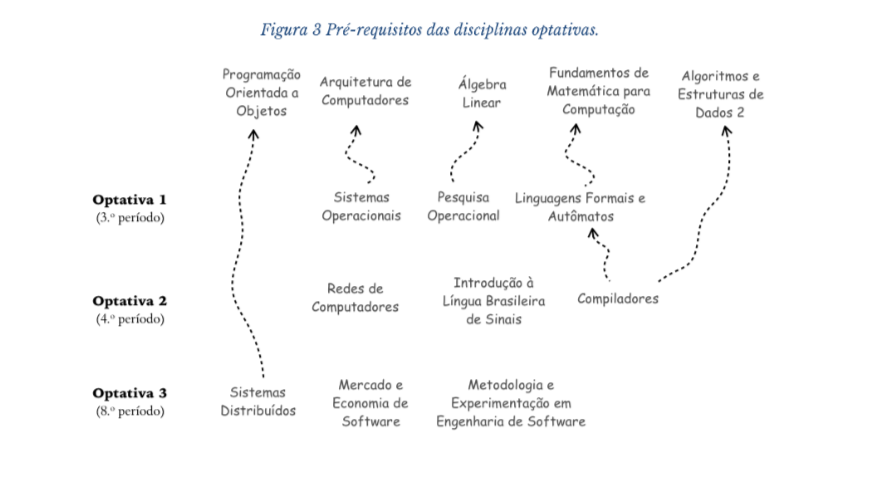 Figura 3 Pré-requisitos das disciplinas optativas.
Programação
Orientada a
Objetos
Arquitetura de
Computadores
Álgebra
Linear
Fundamentos de
Matemática para
Computação
Algoritmos e
Estruturas de
Dados 2
Optativa 1
(3.º período)
Sistemas
Operacionais
Pesquisa
Operacional
Linguagens Formais e
Autômatos
Optativa 2
(4.º período)
Redes de
Computadores
Introdução à
Língua Brasileira
de Sinais
Compiladores
Optativa 3
(8.º período)
Sistemas
Distribuídos
Mercado e
Economia de
Software
Metodologia e
Experimentação em
Engenharia de Software